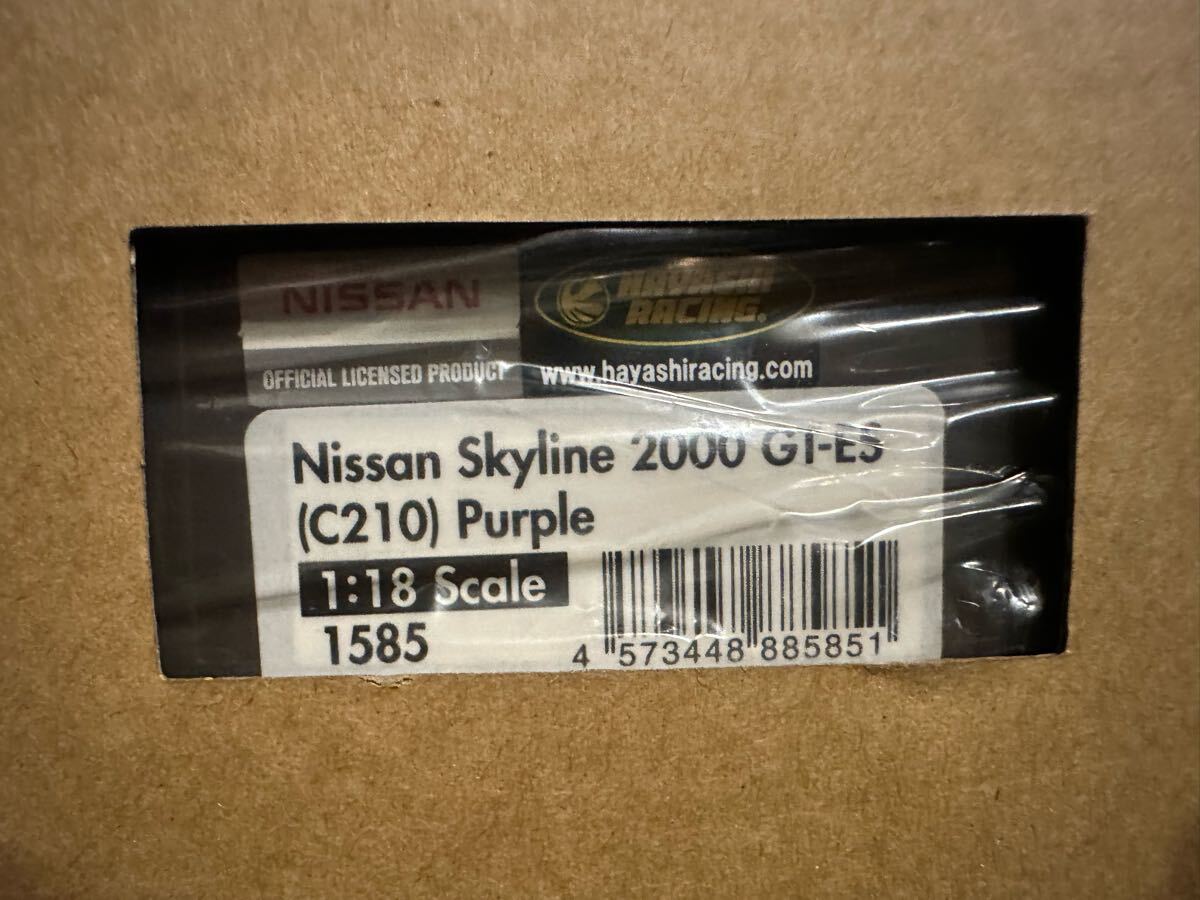 NISSAN
HAYASHI
RACING®
OFFICIAL LICENSED PRODUCT
www.hayashiracing.com
Nissan Skyline 2000 GT-ES
(C210) Purple
1:18 Scale
1585
4 573448 885851